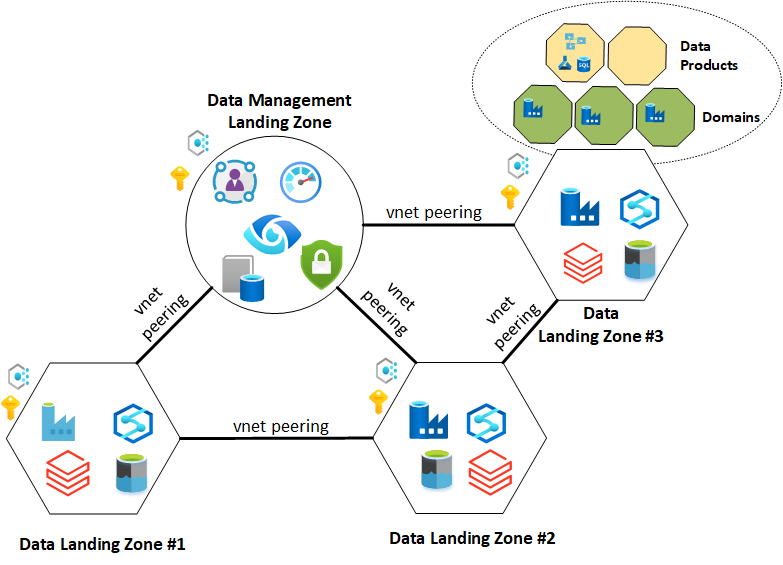 Data
Products
Domains
Data Management
Landing Zone
SQL
vnet peering
vnet
peering
vnet
peering
vnet
peering
Data
Landing Zone #3
vnet peering
Data Landing Zone #1
Data Landing Zone #2